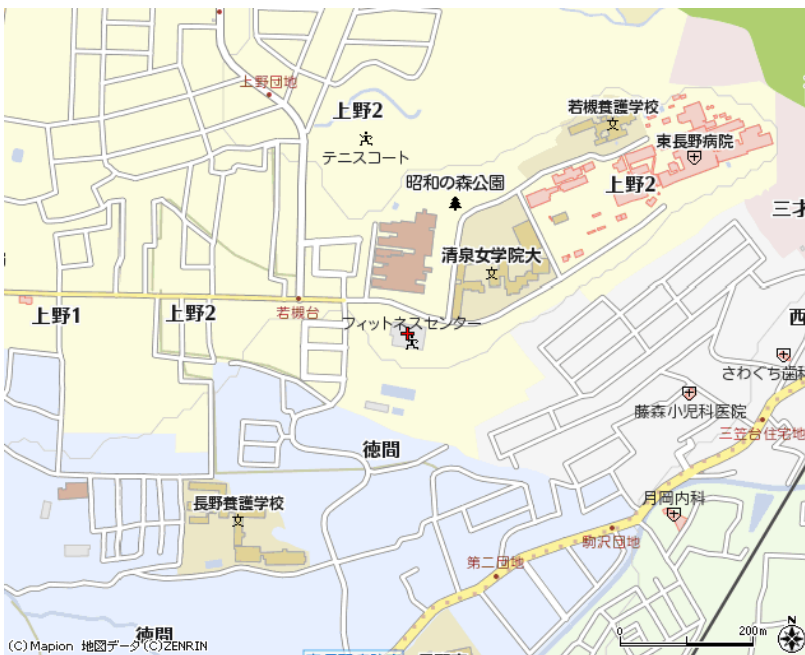 上野団地
上野2
テニスコート
若槻養護学校
東長野病院
上野2
昭和の森公園
三才
清泉女学院大
上野1
上野2
若槻台
フィットネスセンター
西
さわぐち歯科
藤森小児科医院
三笠台住宅地
徳間
長野養護学校
月岡内科
駒沢団地
第二団地
徳間
0 200m
N
(C)Mapion 地図データ(C)ZENRIN